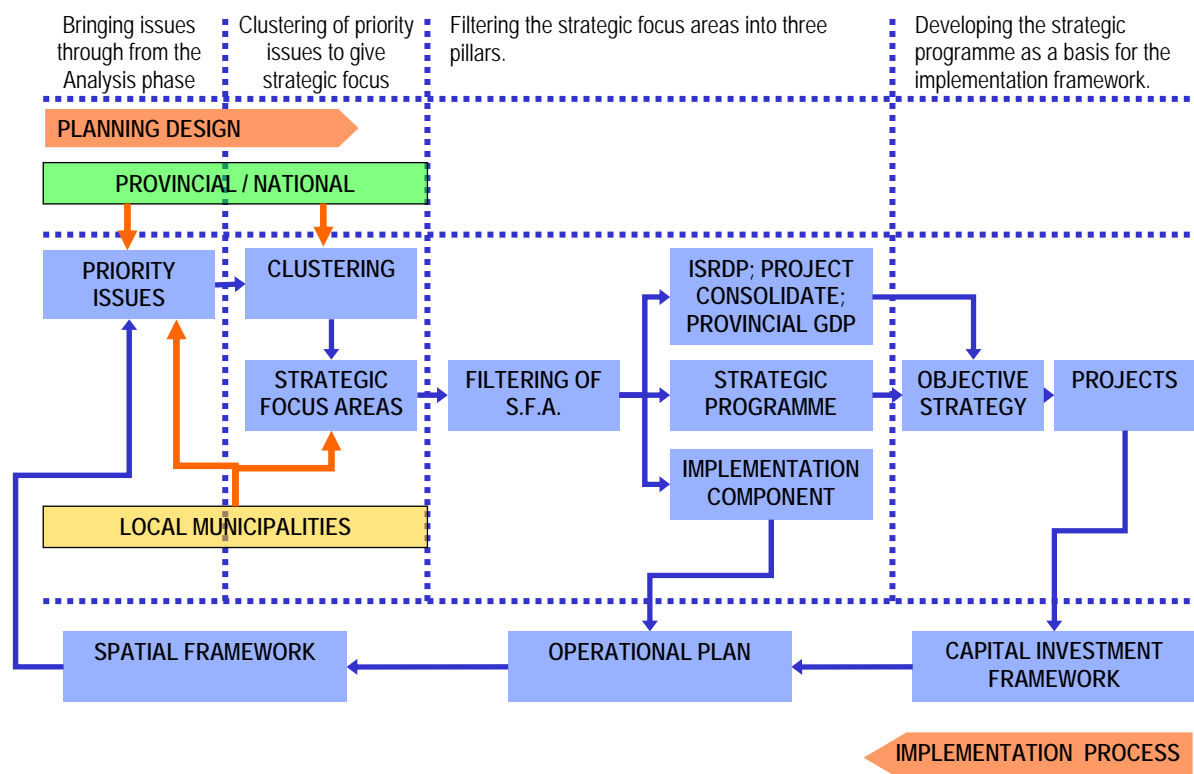 Bringing issues
through from the
Analysis phase
Clustering of priority
issues to give
strategic focus
Filtering the strategic focus areas into three
pillars.
Developing the strategic
programme as a basis for the
implementation framework.
PLANNING DESIGN
PROVINCIAL / NATIONAL
PRIORITY
ISSUES
CLUSTERING
ISRDP; PROJECT
CONSOLIDATE;
PROVINCIAL GDP
STRATEGIC
FOCUS AREAS
FILTERING OF
S.F.A.
STRATEGIC
PROGRAMME
OBJECTIVE
STRATEGY
PROJECTS
IMPLEMENTATION
COMPONENT
LOCAL MUNICIPALITIES
SPATIAL FRAMEWORK
OPERATIONAL PLAN
CAPITAL INVESTMENT
FRAMEWORK
IMPLEMENTATION PROCESS